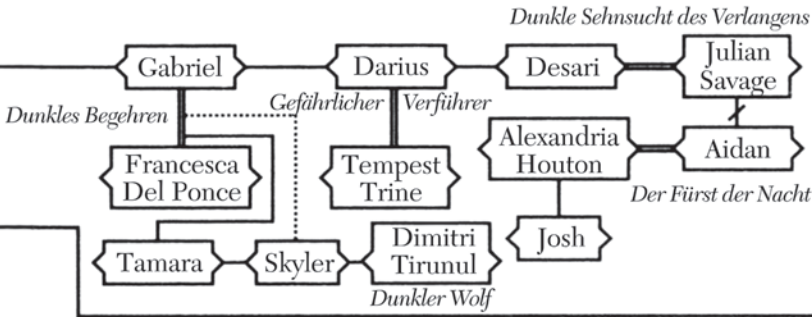 Dunkle Sehnsucht des Verlangens
Gabriel
Darius
Desari
Julian
Savage
Dunkles Begehren
Gefährlicher Verführer
Francesca
Del Ponce
Tempest
Trine
Alexandria
Houton
Aidan
Der Fürst der Nacht
Tamara
Skyler
Dimitri
Tirunul
Josh
Dunkler Wolf